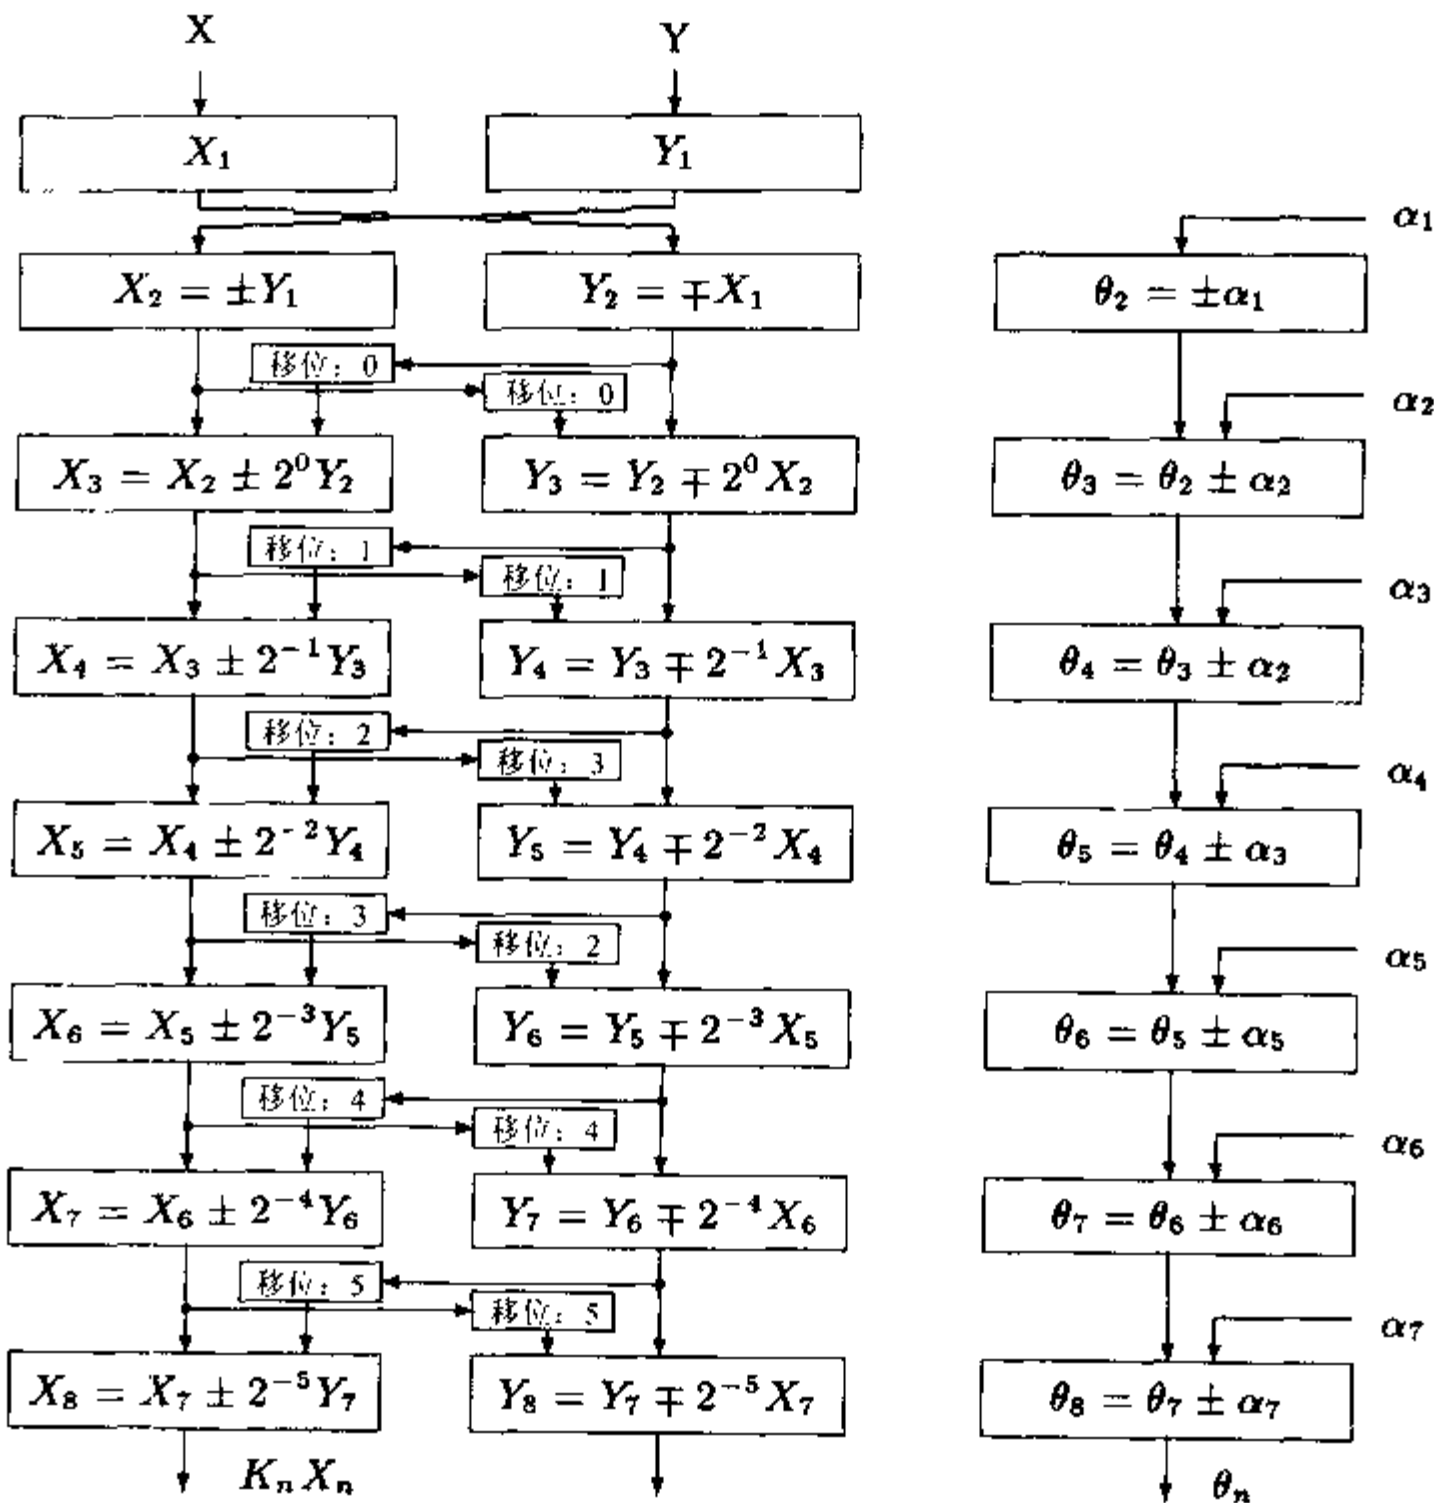 X Y
X₁ Y₁
α₁
X₂ = ±Y₁ Y₂ = ∓X₁ θ₂ = ±α₁
移位: 0
移位: 0
α₂
X₃ = X₂ ± 2⁰Y₂ Y₃ = Y₂ ∓ 2⁰X₂ θ₃ = θ₂ ± α₂
移位: 1
移位: 1
α₃
X₄ = X₃ ± 2⁻¹Y₃ Y₄ = Y₃ ∓ 2⁻¹X₃ θ₄ = θ₃ ± α₂
移位: 2
移位: 3
α₄
X₅ = X₄ ± 2⁻²Y₄ Y₅ = Y₄ ∓ 2⁻²X₄ θ₅ = θ₄ ± α₃
移位: 3
移位: 2
α₅
X₆ = X₅ ± 2⁻³Y₅ Y₆ = Y₅ ∓ 2⁻³X₅ θ₆ = θ₅ ± α₅
移位: 4
移位: 4
α₆
X₇ = X₆ ± 2⁻⁴Y₆ Y₇ = Y₆ ∓ 2⁻⁴X₆ θ₇ = θ₆ ± α₆
移位: 5
移位: 5
α₇
X₈ = X₇ ± 2⁻⁵Y₇ Y₈ = Y₇ ∓ 2⁻⁵X₇ θ₈ = θ₇ ± α₇
KₙXₙ θₙ